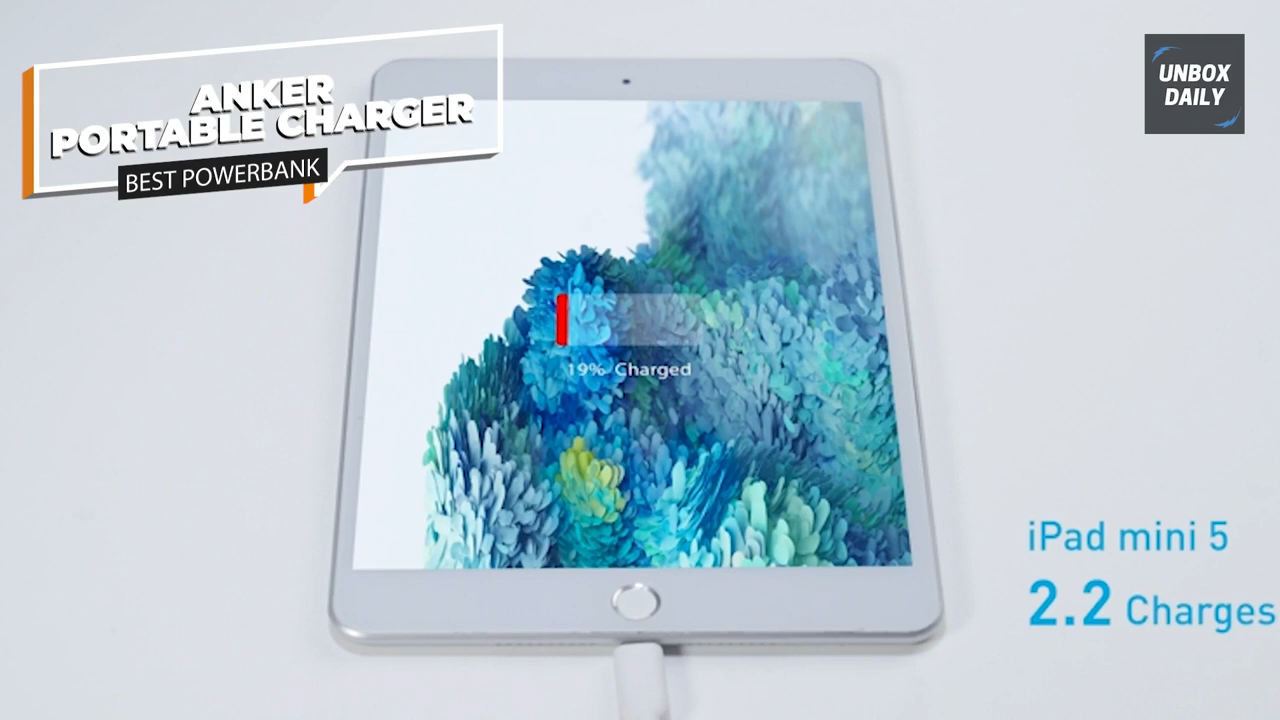 ANKER
PORTABLE CHARGER
BEST POWERBANK
UNBOX
DAILY
19% Charged
iPad mini 5
2.2 Charges